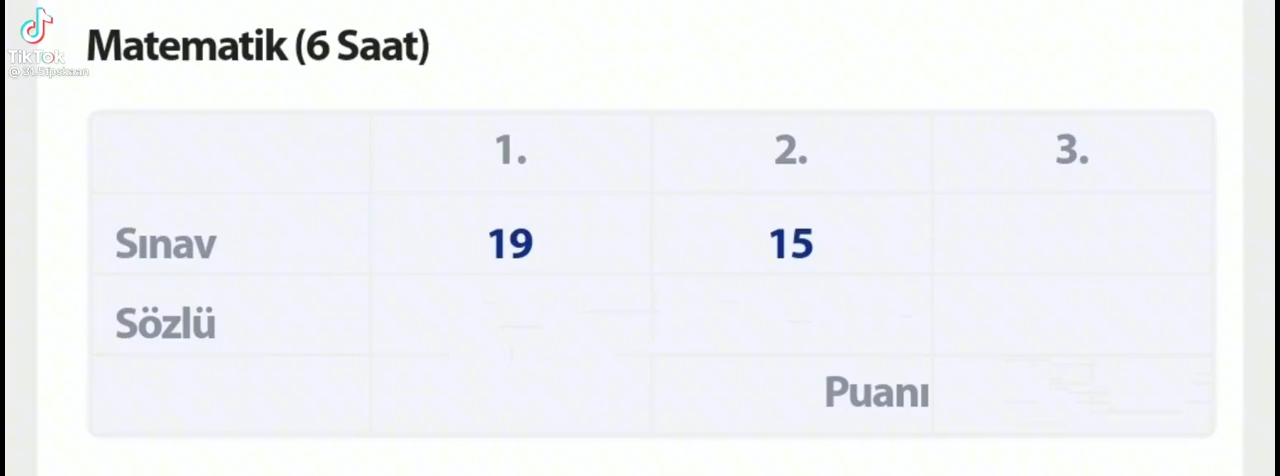 TikTok
Matematik (6 Saat)
1. 2. 3.
Sınav 19 15
Sözlü
Puanı